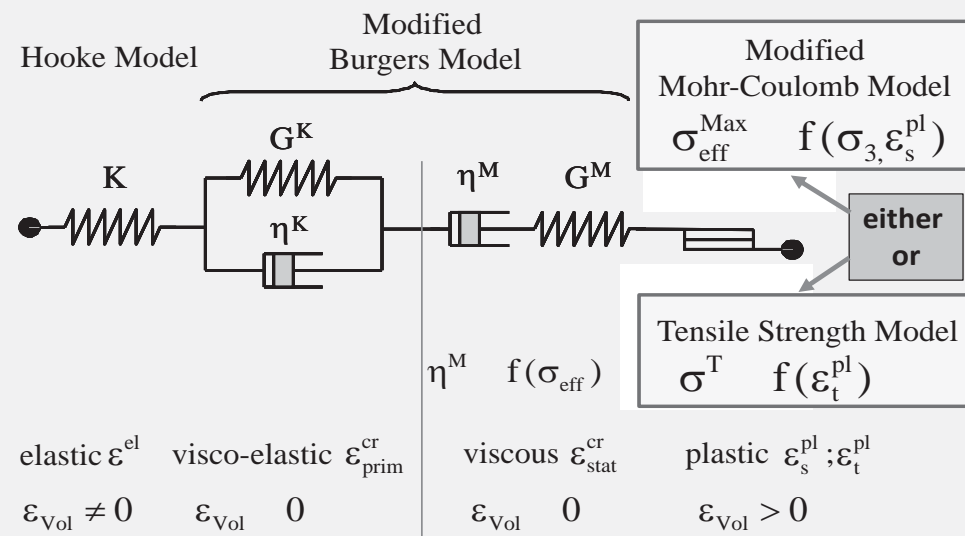 Hooke Model
Modified
Burgers Model
Modified
Mohr-Coulomb Model
σ_eff^Max f(σ_3, ε_s^pl)
K
G^K
η^K
η^M
G^M
either
or
Tensile Strength Model
σ^T f(ε_t^pl)
η^M f(σ_eff)
elastic ε^el visco-elastic ε_prim^cr viscous ε_stat^cr plastic ε_s^pl ;ε_t^pl
ε_Vol ≠ 0 ε_Vol 0 ε_Vol 0 ε_Vol > 0